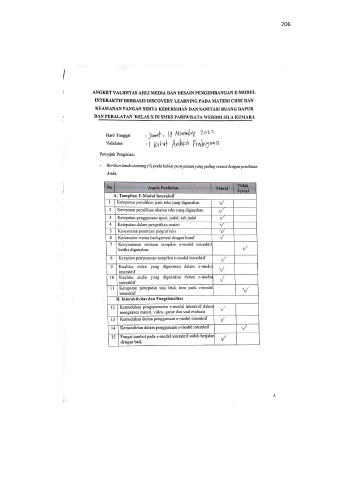 206
ANGKET VALIDITAS AHLI MEDIA DAN DESAIN PENGEMBANGAN E-MODUL
INTERAKTIF BERBASIS DISCOVERY LEARNING PADA MATERI CHSE DAN
KEAMANAN PANGAN SERTA KEBERSIHAN DAN SANITASI RUANG DAPUR
DAN PERALATAN KELAS X DI SMKS PARIWISATA WERDHI SILA KUMARA
Hari/ Tanggal : Jumat, 18 November 2022
Validator : I Ketut Andika Pradnyana
Petunjuk Pengisian:
- Berikan tanda centang (√) pada kolom pernyataan yang paling sesuai dengan penilaian
Anda
No Aspek Penilaian Sesuai Tidak Sesuai
A. Tampilan E-Modul Interaktif
1 Ketepatan pemilihan jenis teks yang digunakan √
2 Ketepatan pemilihan ukuran teks yang digunakan √
3 Ketepatan penggunaan spasi, judul, sub judul √
4 Ketepatan dalam pengetikan materi √
5 Kesesuaian penataan paragraf teks √
6 Kesesuaian warna background dengan huruf √
7 Kenyamanan orientasi tampilan e-modul interaktif
ketika digunakan √
8 Kerapian penyusunan tampilan e-modul interaktif √
9 Kualitas video yang digunakan dalam e-modul
interaktif √
10 Kualitas audio yang digunakan dalam e-modul
interaktif √
11 Ketepatan penempatan tata letak item pada e-modul
interaktif √
B. Interaktivitas dan Fungsionalitas
12 Kemudahan pengoperasian e-modul interaktif dalam
mengakses materi, video, game dan soal evaluasi √
13 Kemudahan dalam penggunaan e-modul interaktif √
14 Kemandirian dalam penggunaan e-modul interaktif √
15 Fungsi tombol pada e-modul interaktif sudah berjalan
dengan baik √